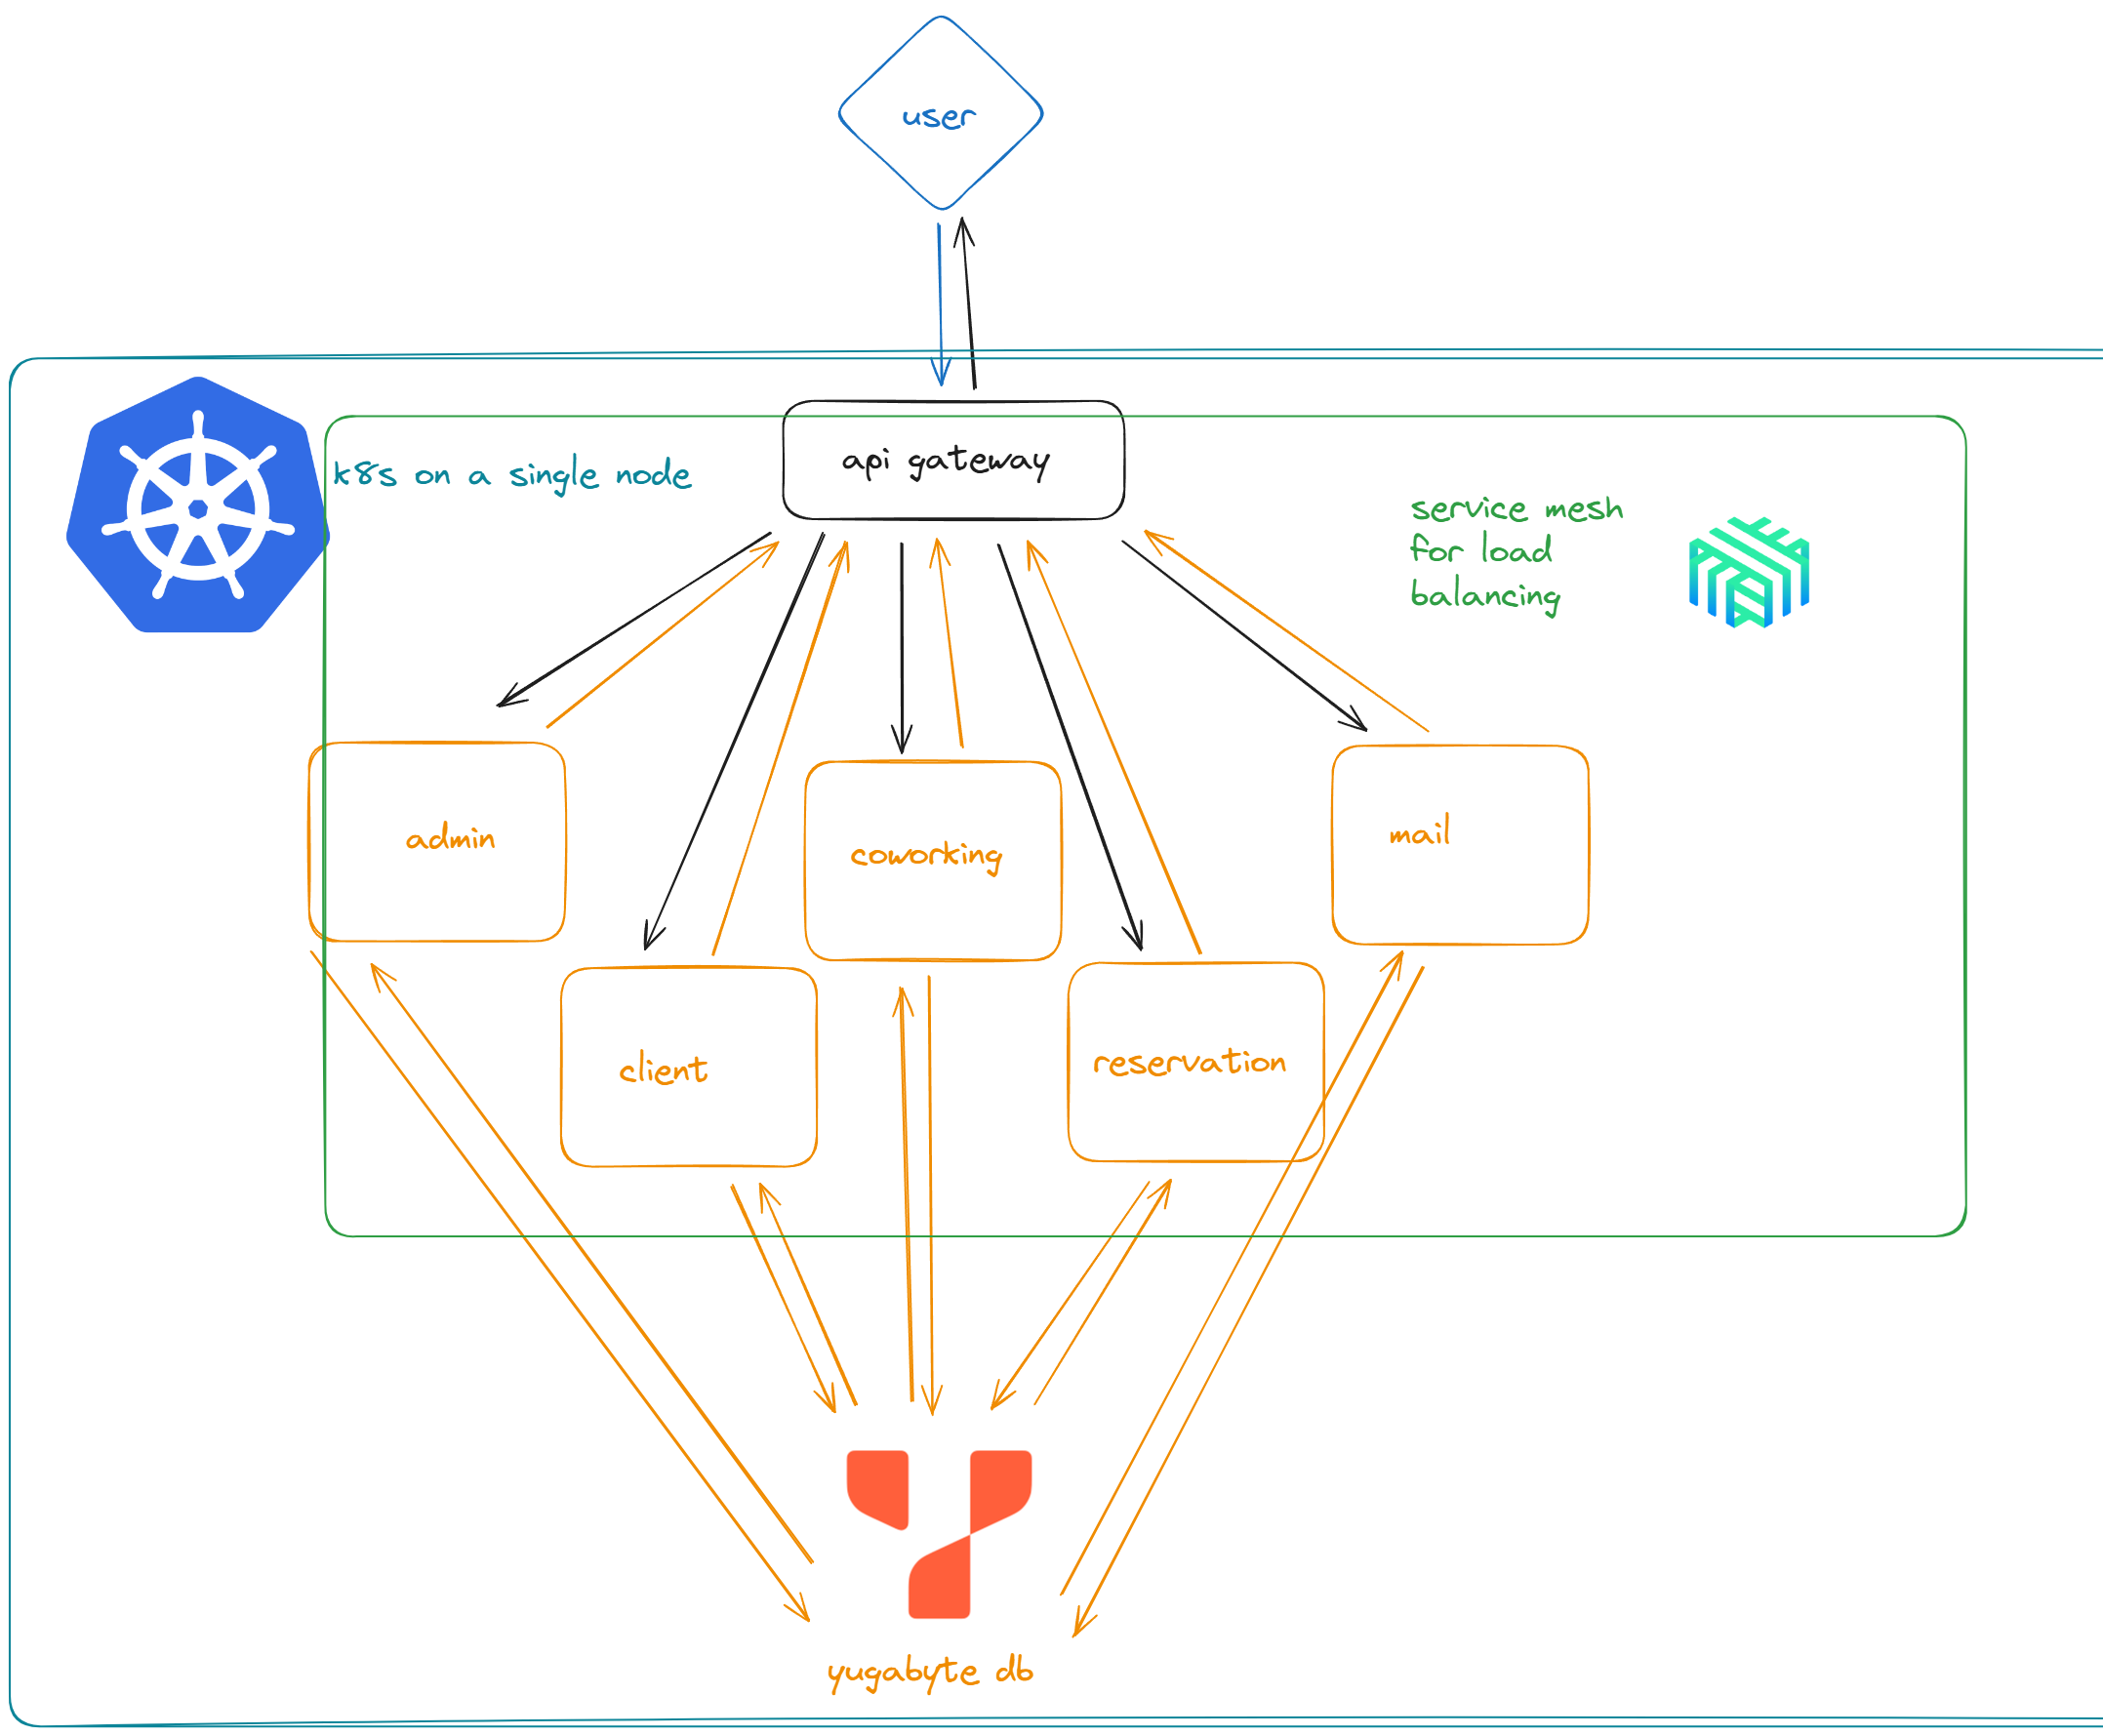 user
api gateway
k8s on a single node
service mesh
for load
balancing
admin
coworking
mail
client
reservation
yugabyte db